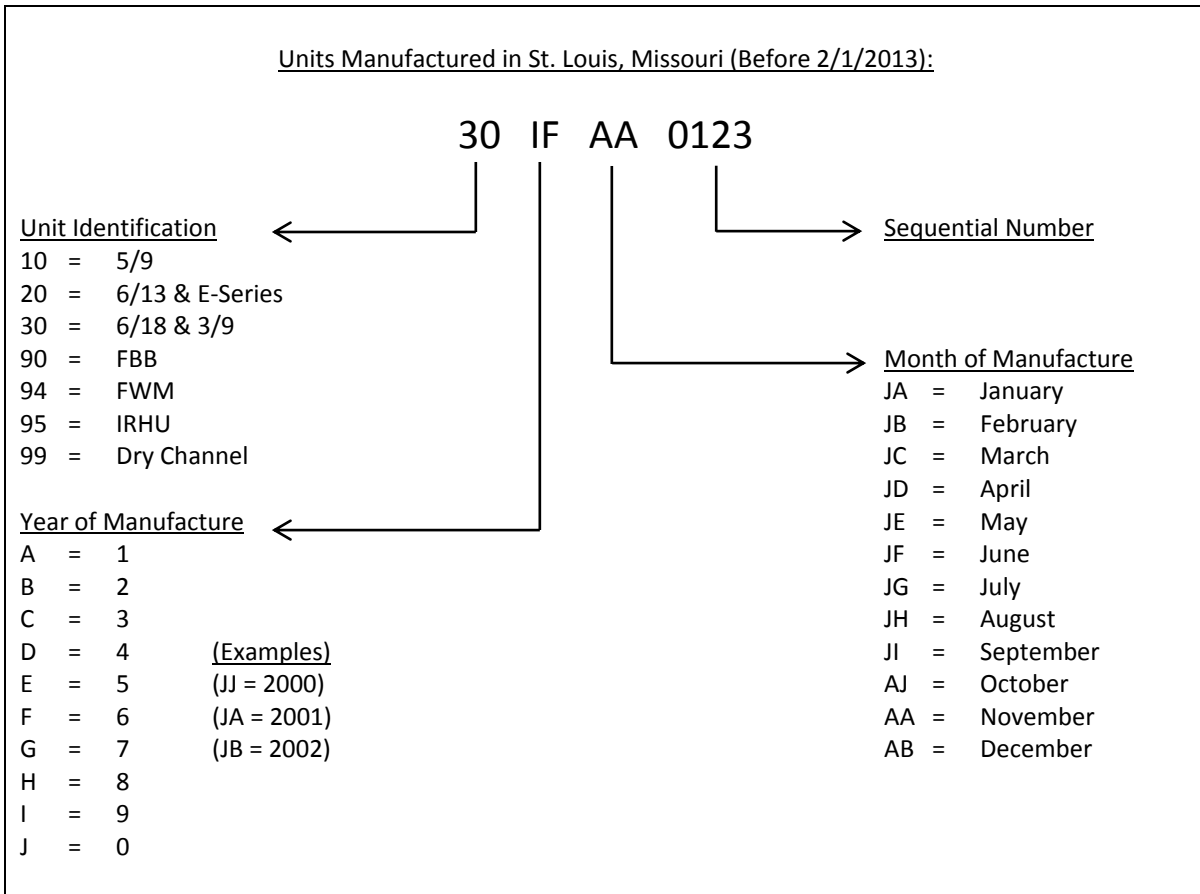 Units Manufactured in St. Louis, Missouri (Before 2/1/2013):
30 IF AA 0123
Unit Identification
10 = 5/9
20 = 6/13 & E-Series
30 = 6/18 & 3/9
90 = FBB
94 = FWM
95 = IRHU
99 = Dry Channel
Year of Manufacture
A = 1
B = 2
C = 3
D = 4 (Examples)
E = 5 (JJ = 2000)
F = 6 (JA = 2001)
G = 7 (JB = 2002)
H = 8
I = 9
J = 0
Sequential Number
Month of Manufacture
JA = January
JB = February
JC = March
JD = April
JE = May
JF = June
JG = July
JH = August
JI = September
AJ = October
AA = November
AB = December